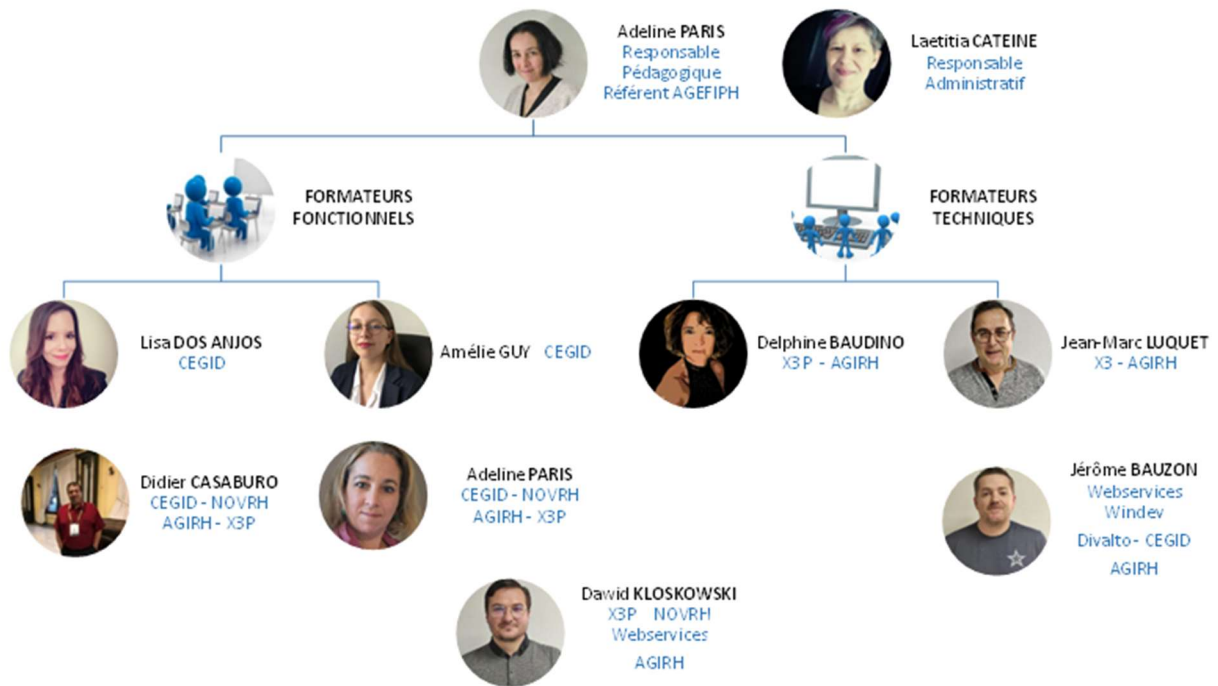 Adeline PARIS
Responsable
Pédagogique
Référent AGEFIPH
Laetitia CATEINE
Responsable
Administratif
FORMATEURS
FONCTIONNELS
FORMATEURS
TECHNIQUES
Lisa DOS ANJOS
CEGID
Amélie GUY CEGID
Delphine BAUDINO
X3P - AGIRH
Jean-Marc LUQUET
X3 - AGIRH
Didier CASABURO
CEGID - NOVRH
AGIRH - X3P
Adeline PARIS
CEGID - NOVRH
AGIRH - X3P
Jérôme BAUZON
Webservices
Windev
Divalto - CEGID
AGIRH
Dawid KLOSKOWSKI
X3P NOVRH
Webservices
AGIRH